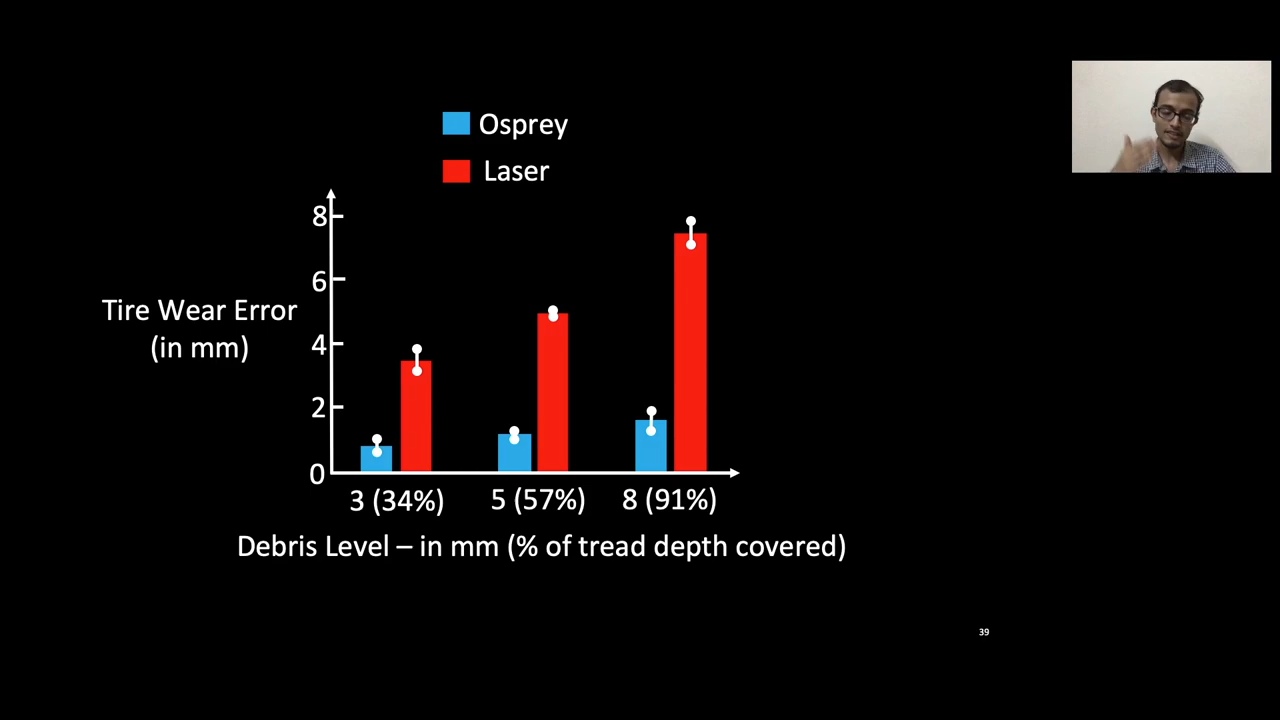 Osprey
Laser
8
6
4
2
0
Tire Wear Error
(in mm)
3 (34%)
5 (57%)
8 (91%)
Debris Level – in mm (% of tread depth covered)
39